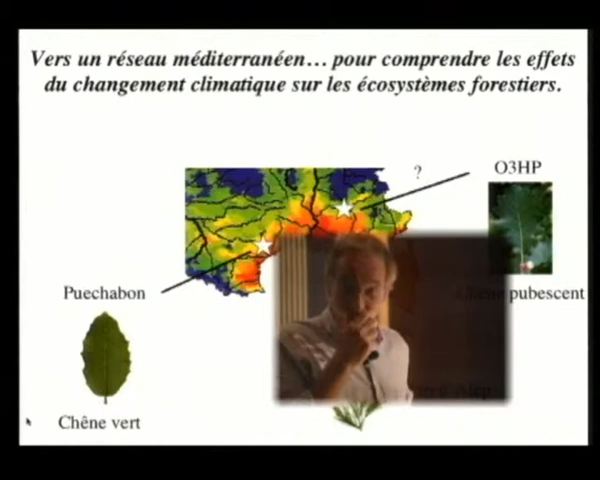 Vers un réseau méditerranéen… pour comprendre les effets
du changement climatique sur les écosystèmes forestiers.
?
O3HP
Puechabon
pubescent
Chêne vert